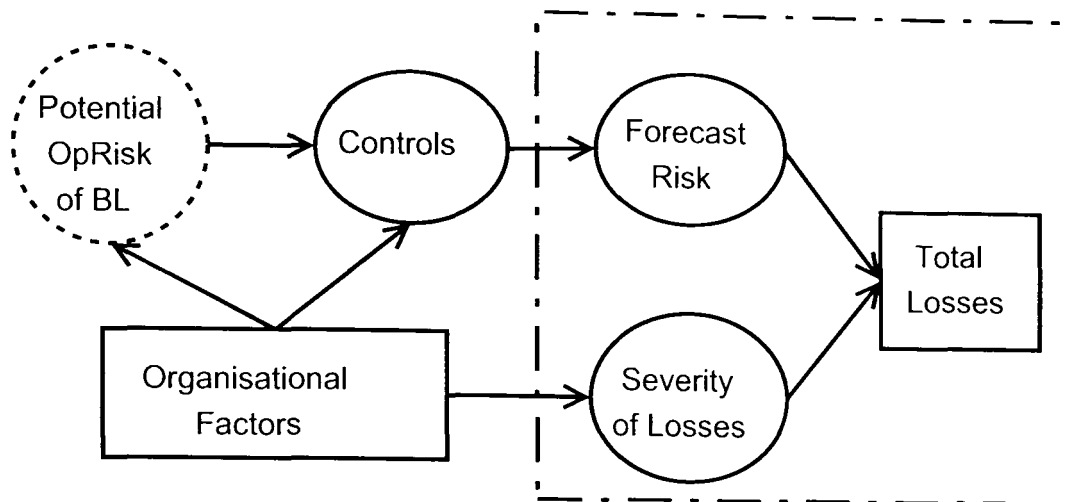 Potential
OpRisk
of BL
Controls
Forecast
Risk
Total
Losses
Organisational
Factors
Severity
of Losses